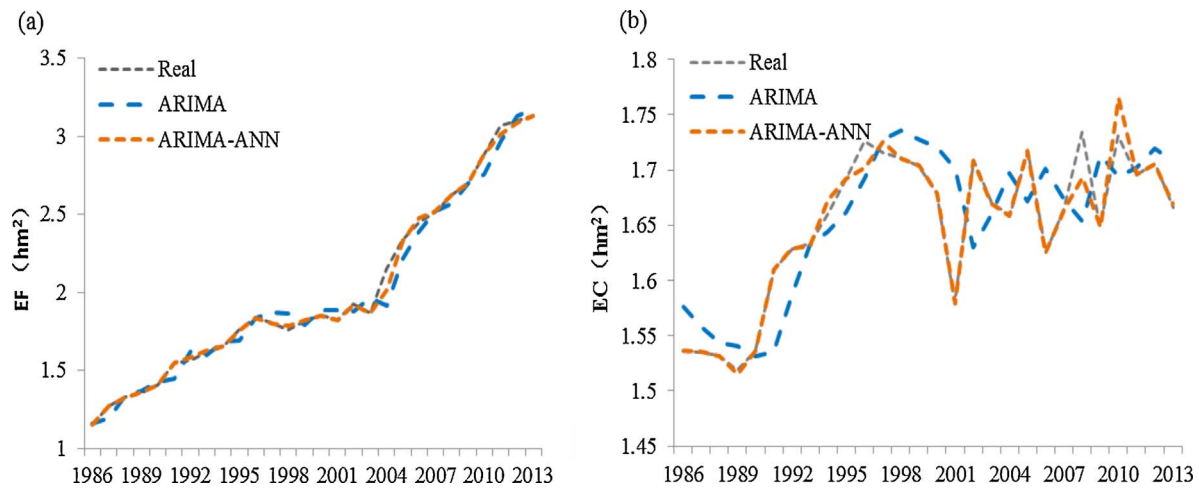 (a)
3.5
3
2.5
2
1.5
1
EF（hm²）
Real
ARIMA
ARIMA-ANN
1986 1989 1992 1995 1998 2001 2004 2007 2010 2013
(b)
1.8
1.75
1.7
1.65
1.6
1.55
1.5
1.45
EC（hm²）
Real
ARIMA
ARIMA-ANN
1986 1989 1992 1995 1998 2001 2004 2007 2010 2013